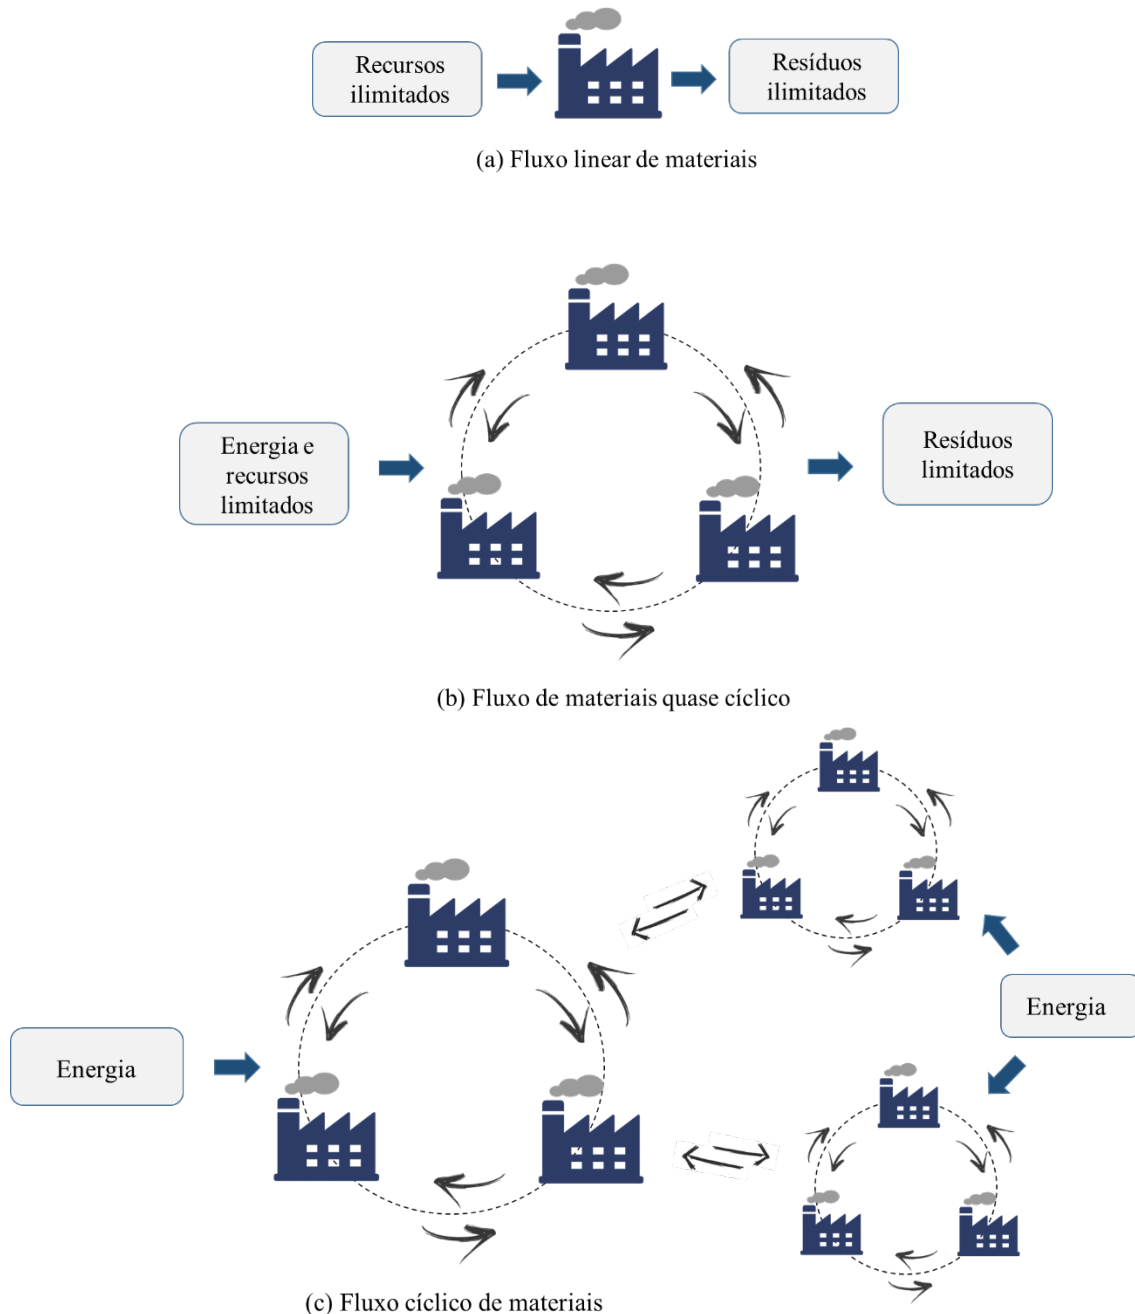 Recursos
ilimitados
Resíduos
ilimitados
(a) Fluxo linear de materiais
Energia e
recursos
limitados
Resíduos
limitados
(b) Fluxo de materiais quase cíclico
Energia
Energia
(c) Fluxo cíclico de materiais